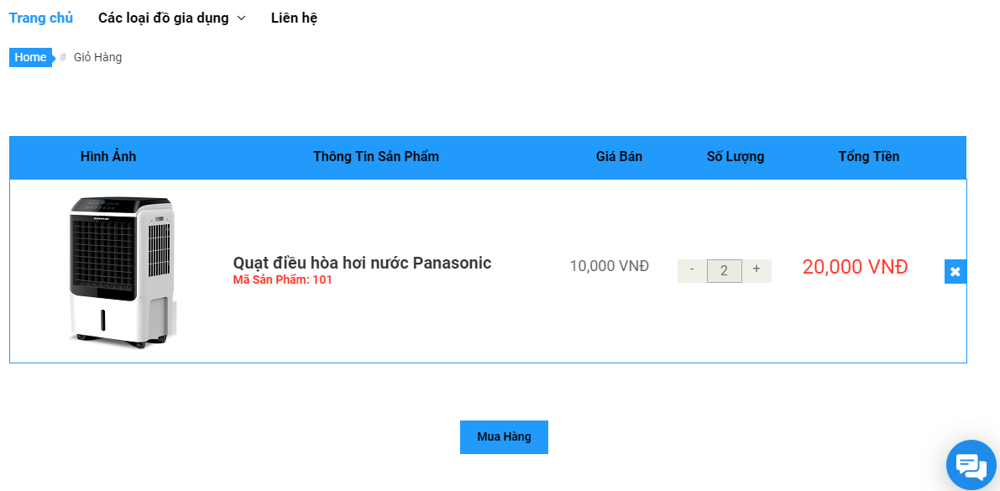 Trang chủ Các loại đồ gia dụng Liên hệ
Home # Giỏ Hàng
Hình Ảnh Thông Tin Sản Phẩm Giá Bán Số Lượng Tổng Tiền
Quạt điều hòa hơi nước Panasonic
Mã Sản Phẩm: 101
10,000 VNĐ - 2 + 20,000 VNĐ
Mua Hàng